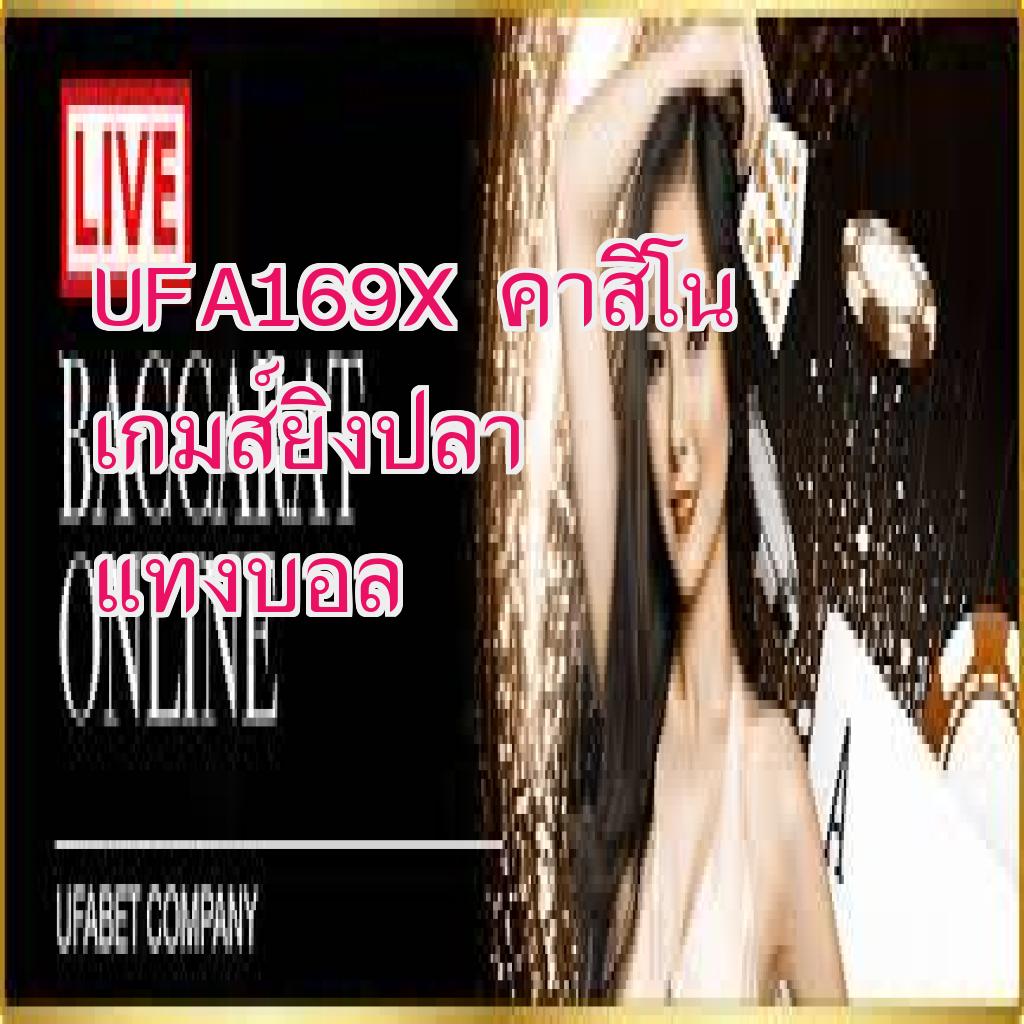 LIVE
UFA169X คาสิโน
BACCARAT
เกมส์ยิงปลา
ONLINE
แทงบอล
UFABET COMPANY
A